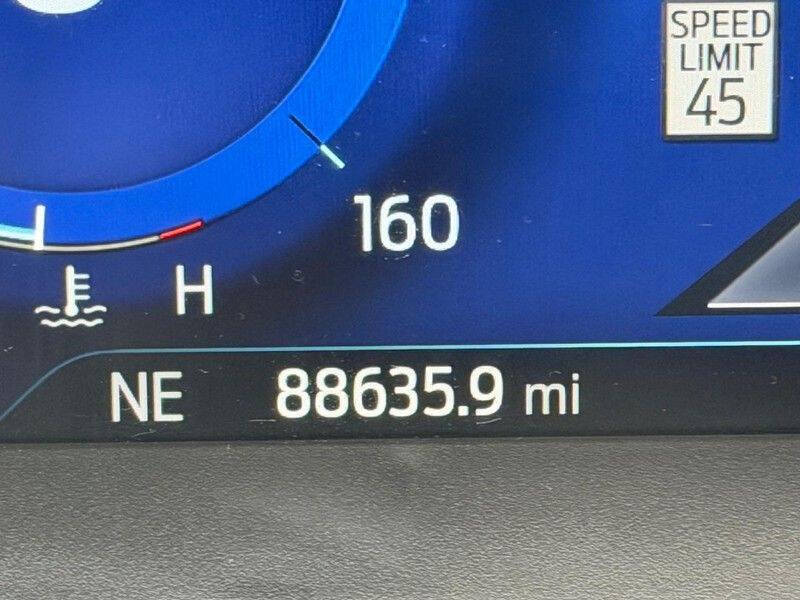 SPEED
LIMIT
45
160
H
NE 88635.9 mi